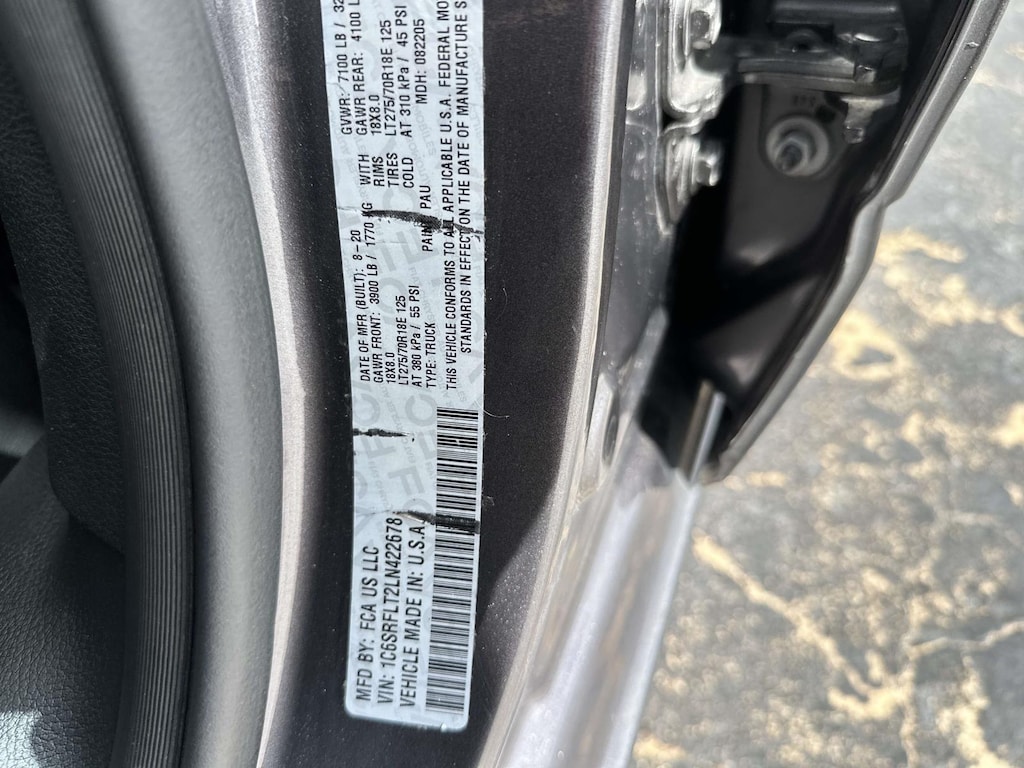 MFD BY: FCA US LLC
VIN: 1C6SRFLT2LN422678
VEHICLE MADE IN: U.S.A
DATE OF MFR (BUILT): 8-20
GVWR: 7100 LB / 32
GAWR FRONT: 3900 LB / 1770 KG WITH
GAWR REAR: 4100 L
18X8.0 RIMS 18X8.0
LT275/70R18E 125 TIRES LT275/70R18E 125
AT 380 kPa / 55 PSI COLD AT 310 kPa / 45 PSI
TYPE: TRUCK PAINT PAU MDH: 082205
THIS VEHICLE CONFORMS TO ALL APPLICABLE U.S.A. FEDERAL MO
STANDARDS IN EFFECT ON THE DATE OF MANUFACTURE S